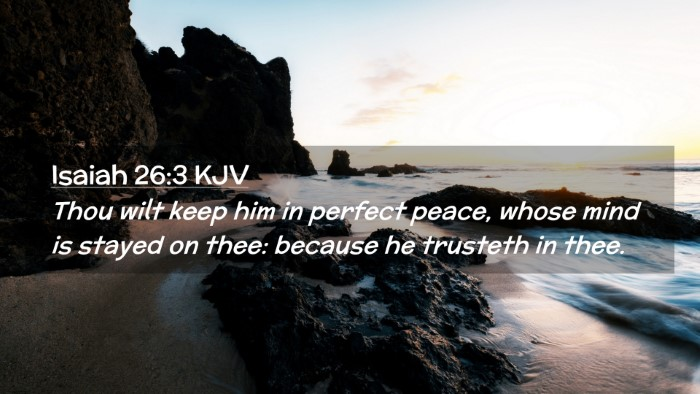 Isaiah 26:3 KJV
Thou wilt keep him in perfect peace, whose mind
is stayed on thee: because he trusteth in thee.